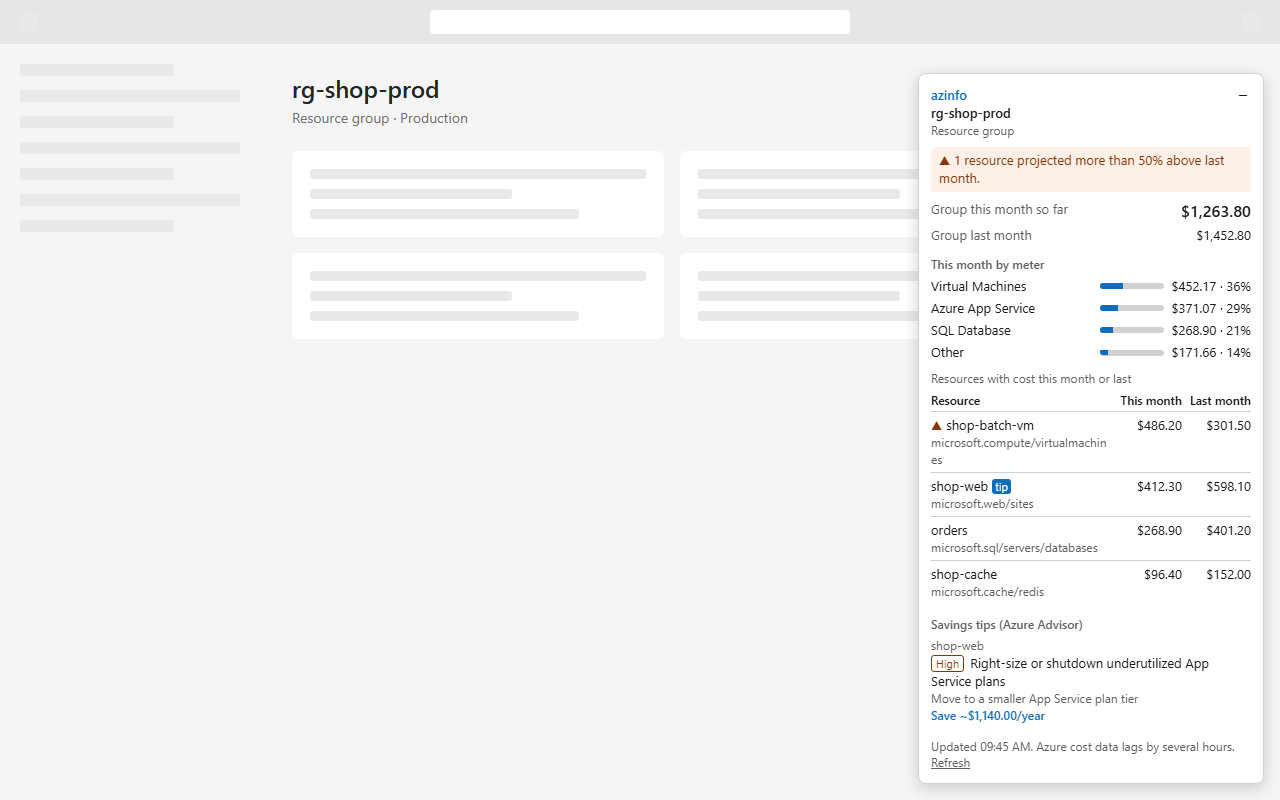 rg-shop-prod
Resource group · Production
azinfo
–
rg-shop-prod
Resource group
▲ 1 resource projected more than 50% above last
month.
Group this month so far $1,263.80
Group last month $1,452.80
This month by meter
Virtual Machines $452.17 · 36%
Azure App Service $371.07 · 29%
SQL Database $268.90 · 21%
Other $171.66 · 14%
Resources with cost this month or last
Resource This month Last month
▲ shop-batch-vm $486.20 $301.50
microsoft.compute/virtualmachin
es
shop-web tip $412.30 $598.10
microsoft.web/sites
orders $268.90 $401.20
microsoft.sql/servers/databases
shop-cache $96.40 $152.00
microsoft.cache/redis
Savings tips (Azure Advisor)
shop-web
High Right-size or shutdown underutilized App
Service plans
Move to a smaller App Service plan tier
Save ~$1,140.00/year
Updated 09:45 AM. Azure cost data lags by several hours.
Refresh